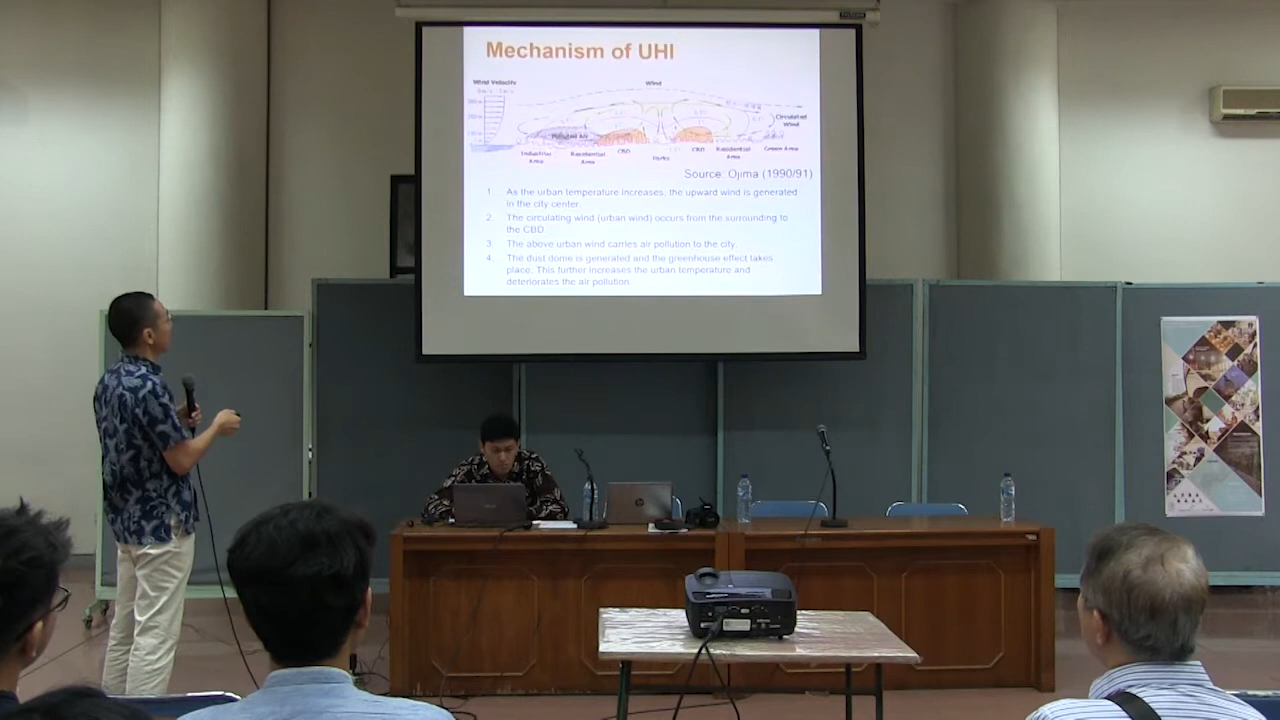 Mechanism of UHI
Wind Velocity
Wind
Circulated
Wind
Polluted Air
Industrial
Area
Residential
Area
CBD
Parks
CBD
Residential
Area
Green Area
Source: Ojima (1990/91)
1. As the urban temperature increases, the upward wind is generated
in the city center.
2. The circulating wind (urban wind) occurs from the surrounding to
the CBD.
3. The above urban wind carries air pollution to the city.
4. The dust dome is generated and the greenhouse effect takes
place. This further increases the urban temperature and
deteriorates the air pollution.